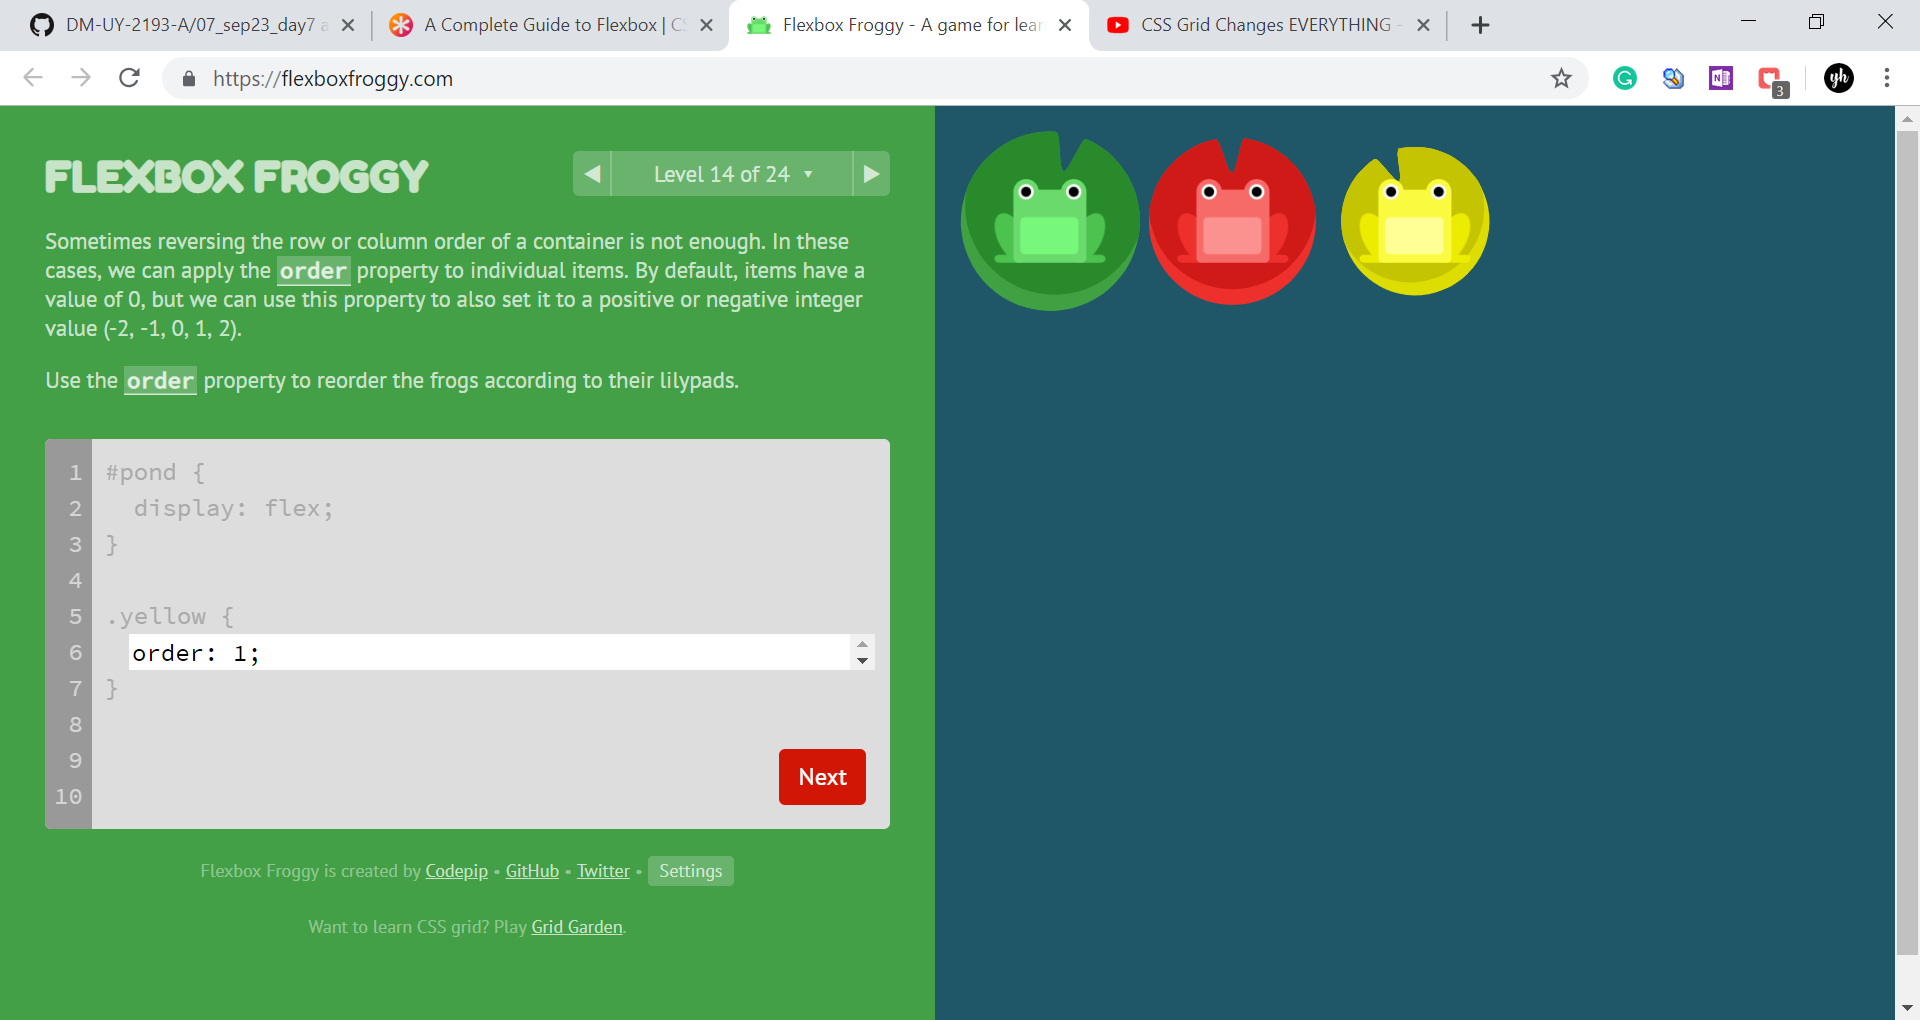 DM-UY-2193-A/07_sep23_day7 a
A Complete Guide to Flexbox | CS
Flexbox Froggy - A game for lear
CSS Grid Changes EVERYTHING -
https://flexboxfroggy.com
3
yh
FLEXBOX FROGGY
Level 14 of 24
Sometimes reversing the row or column order of a container is not enough. In these
cases, we can apply the order property to individual items. By default, items have a
value of 0, but we can use this property to also set it to a positive or negative integer
value (-2, -1, 0, 1, 2).
Use the order property to reorder the frogs according to their lilypads.
1 #pond {
2 display: flex;
3 }
4
5 .yellow {
6 order: 1;
7 }
8
9
10
Next
Flexbox Froggy is created by Codepip • GitHub • Twitter • Settings
Want to learn CSS grid? Play Grid Garden.